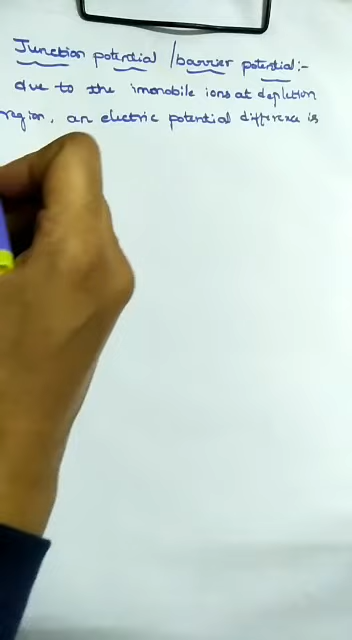 Junction potential / barrier potential:-
due to the immobile ions at depletion
region, an electric potential difference is